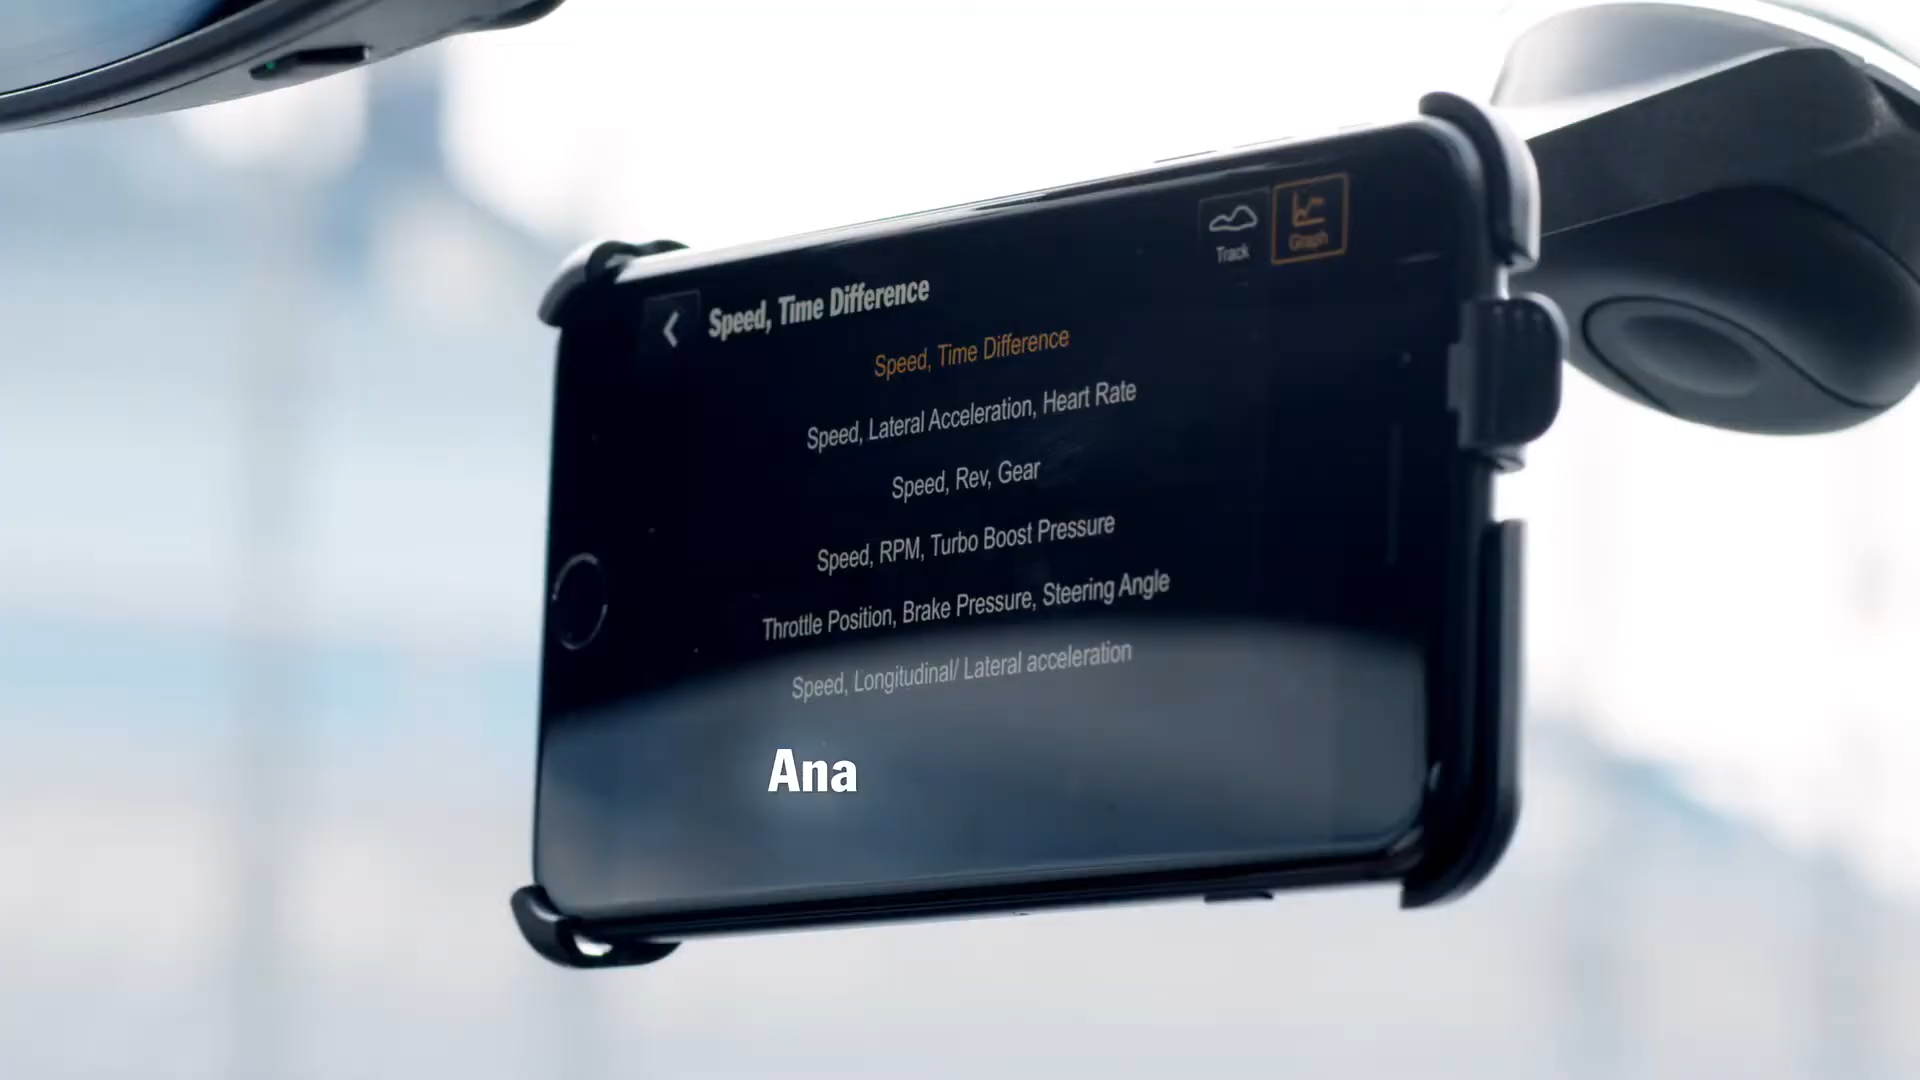 Track
Graph
Speed, Time Difference
Speed, Time Difference
Speed, Lateral Acceleration, Heart Rate
Speed, Rev, Gear
Speed, RPM, Turbo Boost Pressure
Throttle Position, Brake Pressure, Steering Angle
Speed, Longitudinal/ Lateral acceleration
Ana